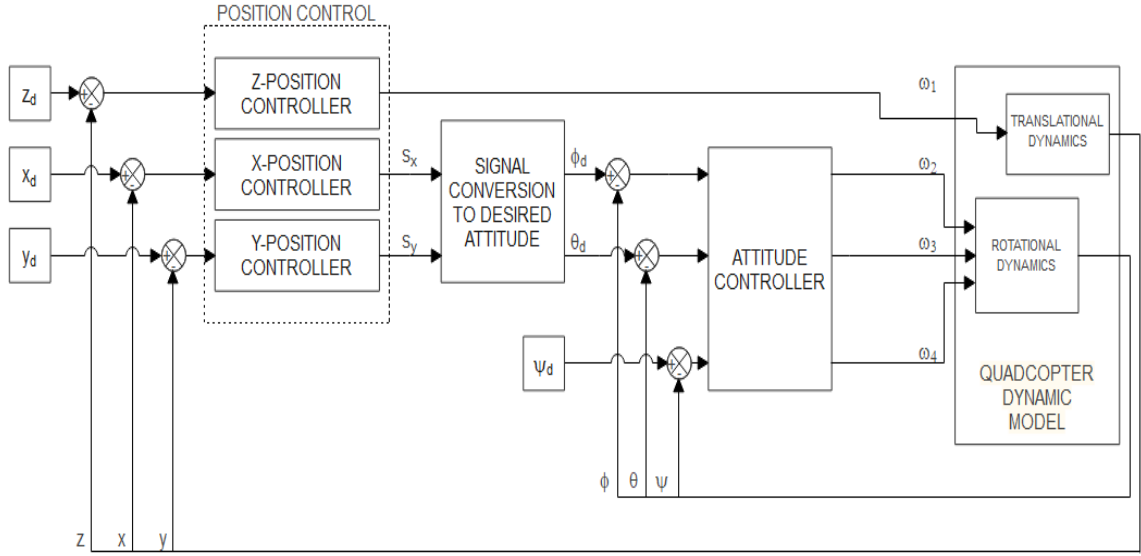 POSITION CONTROL
Z-POSITION
CONTROLLER
X-POSITION
CONTROLLER
Y-POSITION
CONTROLLER
zd
xd
yd
+
-
+
-
+
-
Sx
Sy
SIGNAL
CONVERSION
TO DESIRED
ATTITUDE
ϕd
θd
ψd
+
-
+
-
+
-
ATTITUDE
CONTROLLER
ω1
ω2
ω3
ω4
TRANSLATIONAL
DYNAMICS
ROTATIONAL
DYNAMICS
QUADCOPTER
DYNAMIC
MODEL
ϕ θ ψ
z x y